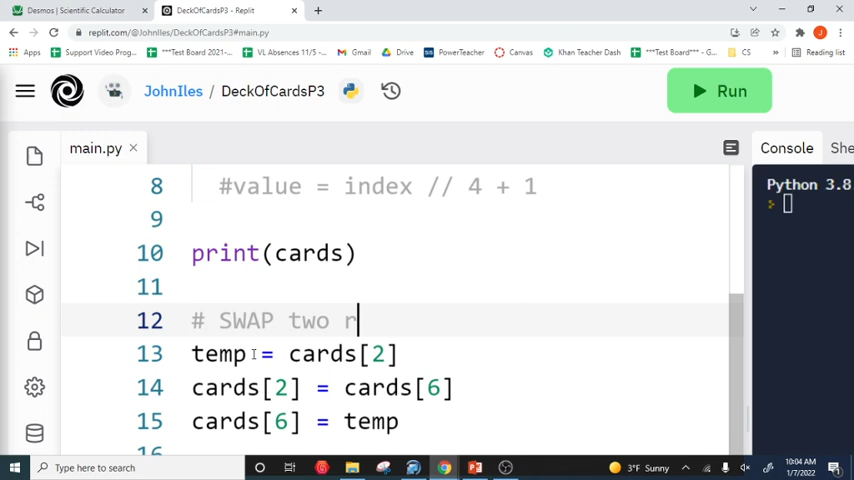 Desmos | Scientific Calculator
DeckOfCardsP3 - Replit
replit.com/@JohnIles/DeckOfCardsP3#main.py
Apps
Support Video Prog...
***Test Board 2021-...
VL Absences 11/5 -...
Gmail
Drive
PowerTeacher
Canvas
Khan Teacher Dash
***Test Board* - G...
CS
Reading list
JohnIles / DeckOfCardsP3
Run
main.py
Console
She
8 #value = index // 4 + 1
9
10 print(cards)
11
12 # SWAP two r
13 temp = cards[2]
14 cards[2] = cards[6]
15 cards[6] = temp
16
Python 3.8
Type here to search
3°F Sunny
10:04 AM
1/7/2022